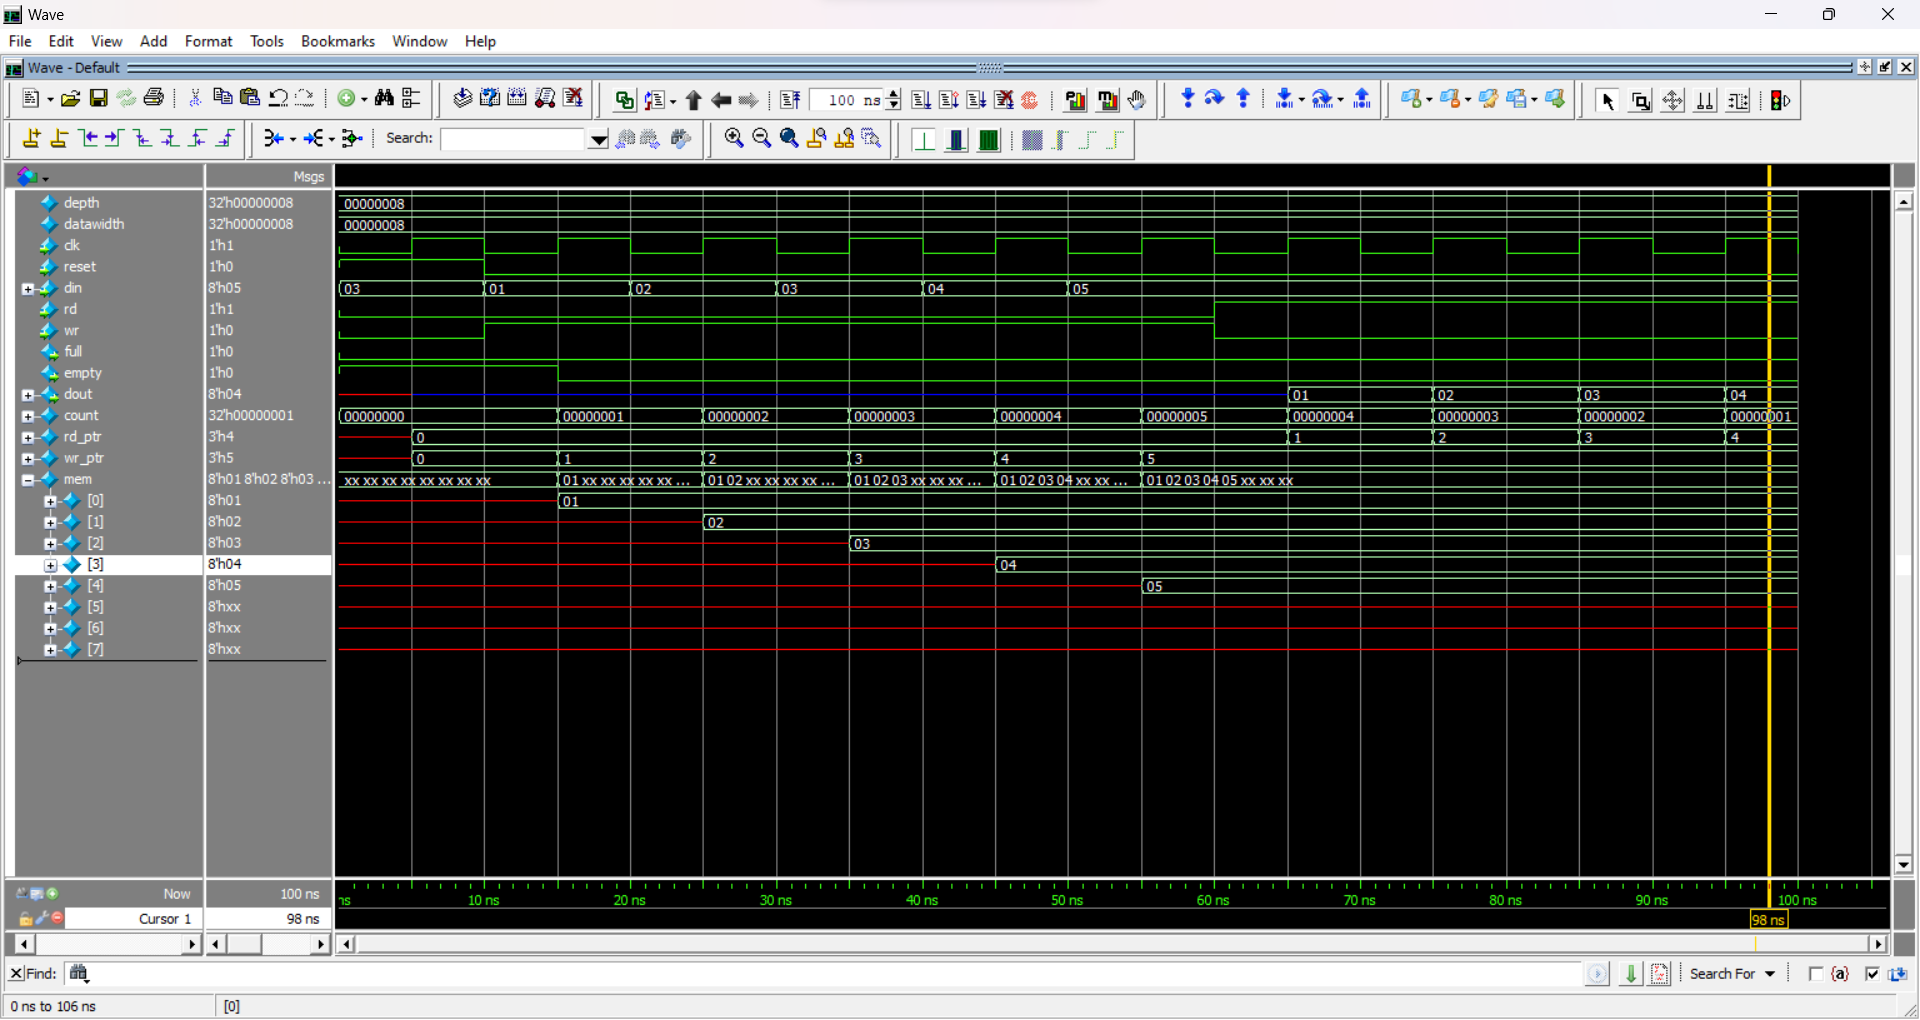 Wave
File Edit View Add Format Tools Bookmarks Window Help
Wave - Default
100 ns
Search:
Msgs
depth 32'h00000008 00000008
datawidth 32'h00000008 00000008
clk 1'h1
reset 1'h0
din 8'h05 03 01 02 03 04 05
rd 1'h1
wr 1'h0
full 1'h0
empty 1'h0
dout 8'h04 01 02 03 04
count 32'h00000001 00000000 00000001 00000002 00000003 00000004 00000005 00000004 00000003 00000002 00000001
rd_ptr 3'h4 0 1 2 3 4
wr_ptr 3'h5 0 1 2 3 4 5
mem 8'h01 8'h02 8'h03 ... xx xx xx xx xx xx xx xx 01 xx xx xx xx xx ... 01 02 xx xx xx xx ... 01 02 03 xx xx xx ... 01 02 03 04 xx xx ... 01 02 03 04 05 xx xx xx
[0] 8'h01 01
[1] 8'h02 02
[2] 8'h03 03
[3] 8'h04 04
[4] 8'h05 05
[5] 8'hxx
[6] 8'hxx
[7] 8'hxx
Now 100 ns
ns 10 ns 20 ns 30 ns 40 ns 50 ns 60 ns 70 ns 80 ns 90 ns 100 ns
Cursor 1 98 ns 98 ns
Find: Search For {a}
0 ns to 106 ns [0]